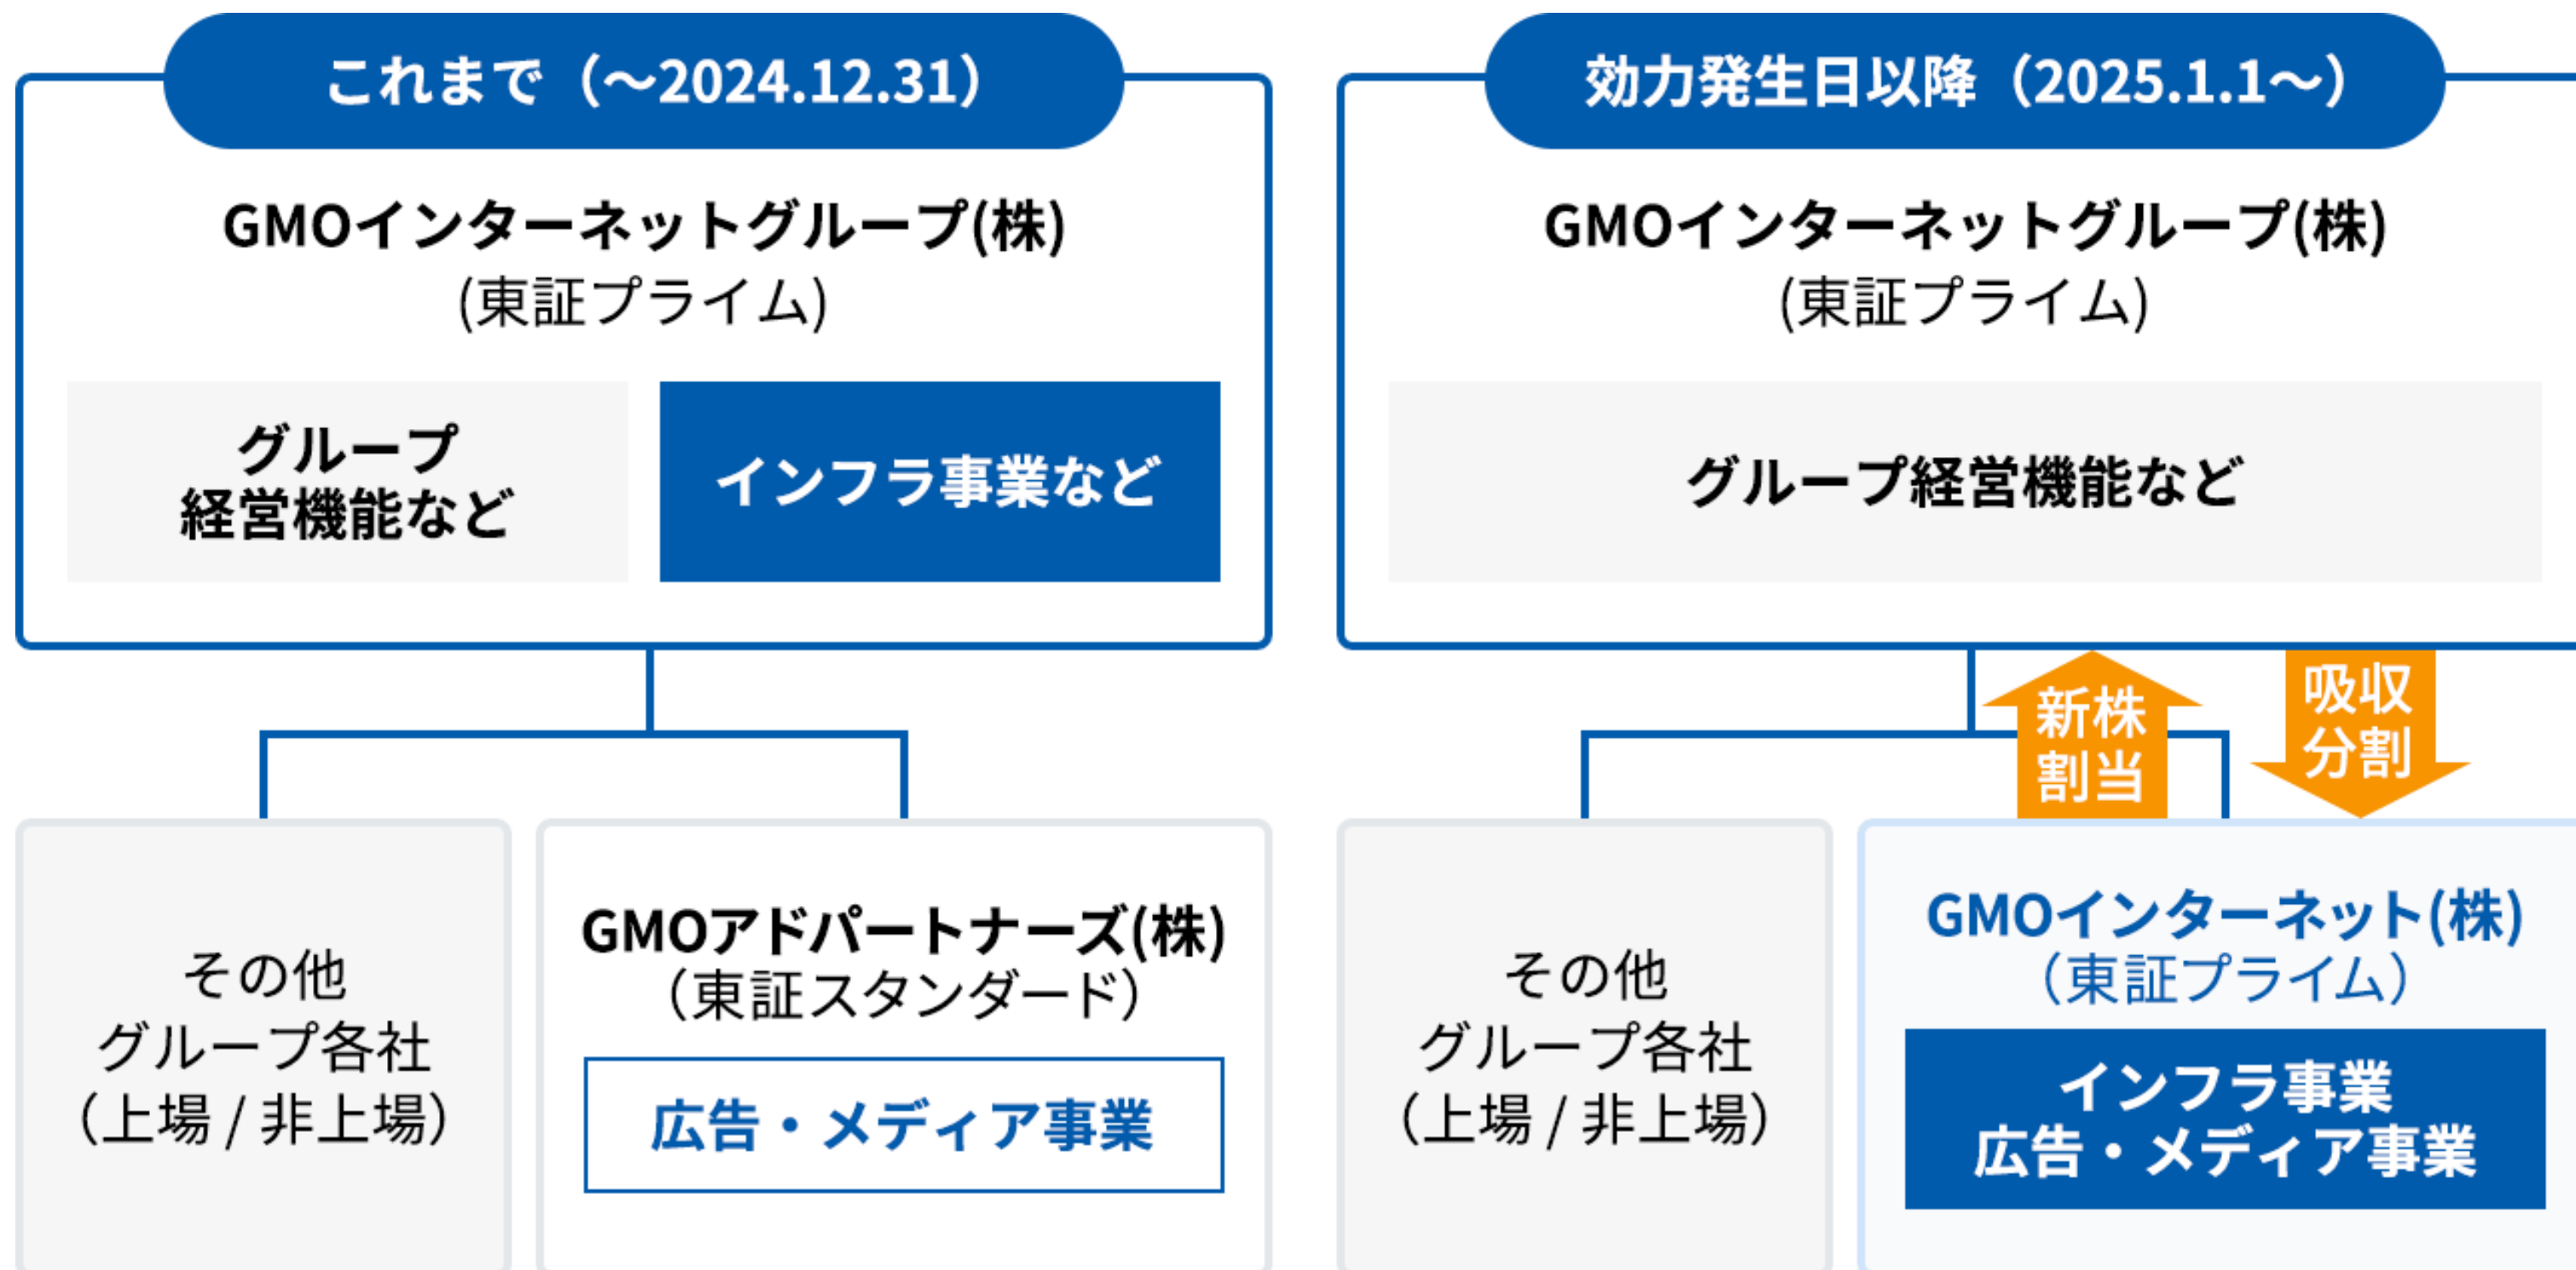 これまで（～2024.12.31）
GMOインターネットグループ(株)
(東証プライム)
グループ
経営機能など
インフラ事業など
その他
グループ各社
（上場 / 非上場）
GMOアドパートナーズ(株)
（東証スタンダード）
広告・メディア事業
効力発生日以降（2025.1.1～）
GMOインターネットグループ(株)
(東証プライム)
グループ経営機能など
新株
割当
吸収
分割
その他
グループ各社
（上場 / 非上場）
GMOインターネット(株)
（東証プライム）
インフラ事業
広告・メディア事業